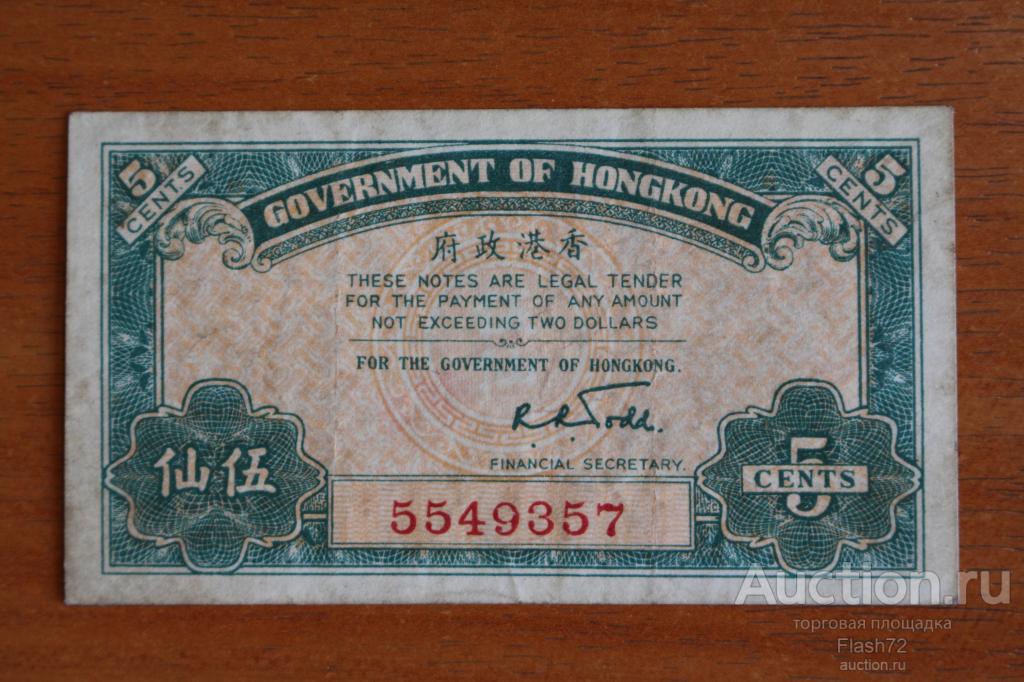 5 CENTS
GOVERNMENT OF HONGKONG
5 CENTS
府政港香
THESE NOTES ARE LEGAL TENDER
FOR THE PAYMENT OF ANY AMOUNT
NOT EXCEEDING TWO DOLLARS
FOR THE GOVERNMENT OF HONGKONG.
R.R. Todd.
FINANCIAL SECRETARY.
仙伍
5 CENTS
5549357
Auction.ru
торговая площадка
Flash72
auction.ru